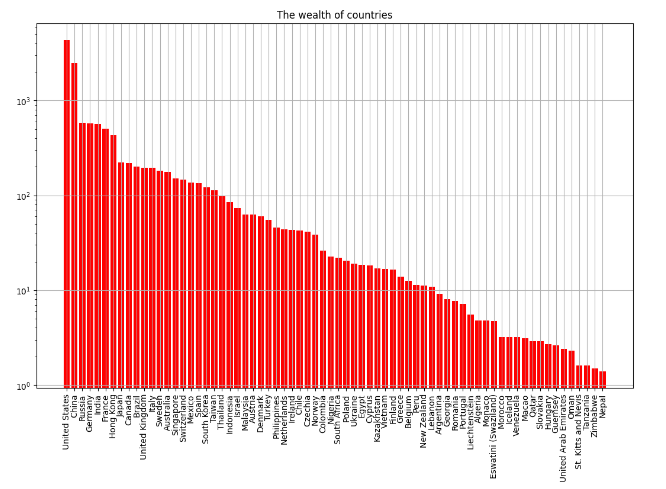 The wealth of countries
10³
10²
10¹
10⁰
United States
China
Russia
Germany
India
France
Hong Kong
Japan
Canada
Brazil
United Kingdom
Italy
Sweden
Australia
Singapore
Switzerland
Mexico
Spain
South Korea
Taiwan
Thailand
Indonesia
Israel
Malaysia
Austria
Denmark
Turkey
Philippines
Netherlands
Ireland
Chile
Czechia
Norway
Colombia
Nigeria
South Africa
Poland
Ukraine
Egypt
Cyprus
Kazakhstan
Vietnam
Finland
Greece
Belgium
Peru
New Zealand
Lebanon
Argentina
Georgia
Romania
Portugal
Liechtenstein
Algeria
Monaco
Eswatini (Swaziland)
Morocco
Iceland
Venezuela
Macao
Qatar
Slovakia
Hungary
Guernsey
United Arab Emirates
Oman
St. Kitts and Nevis
Tanzania
Zimbabwe
Nepal